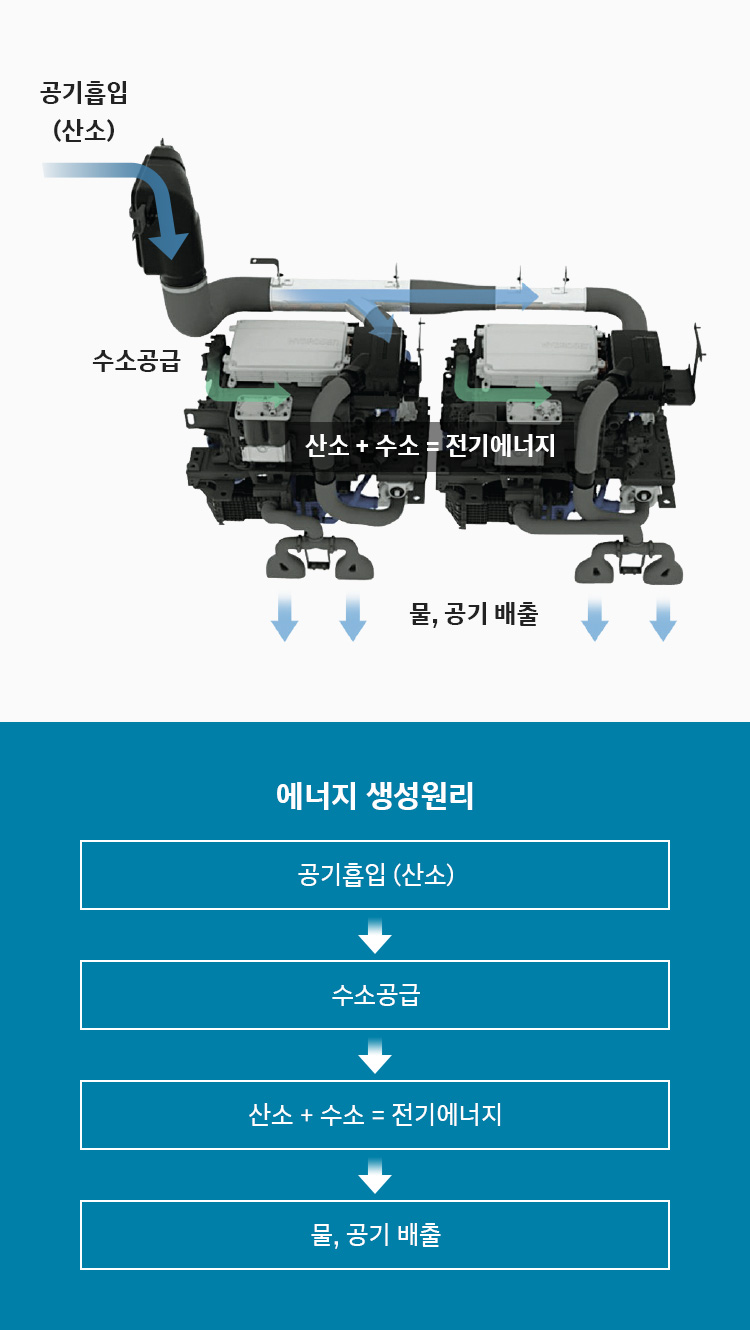 공기흡입
(산소)
수소공급
산소 + 수소 = 전기에너지
물, 공기 배출
에너지 생성원리
공기흡입 (산소)
수소공급
산소 + 수소 = 전기에너지
물, 공기 배출